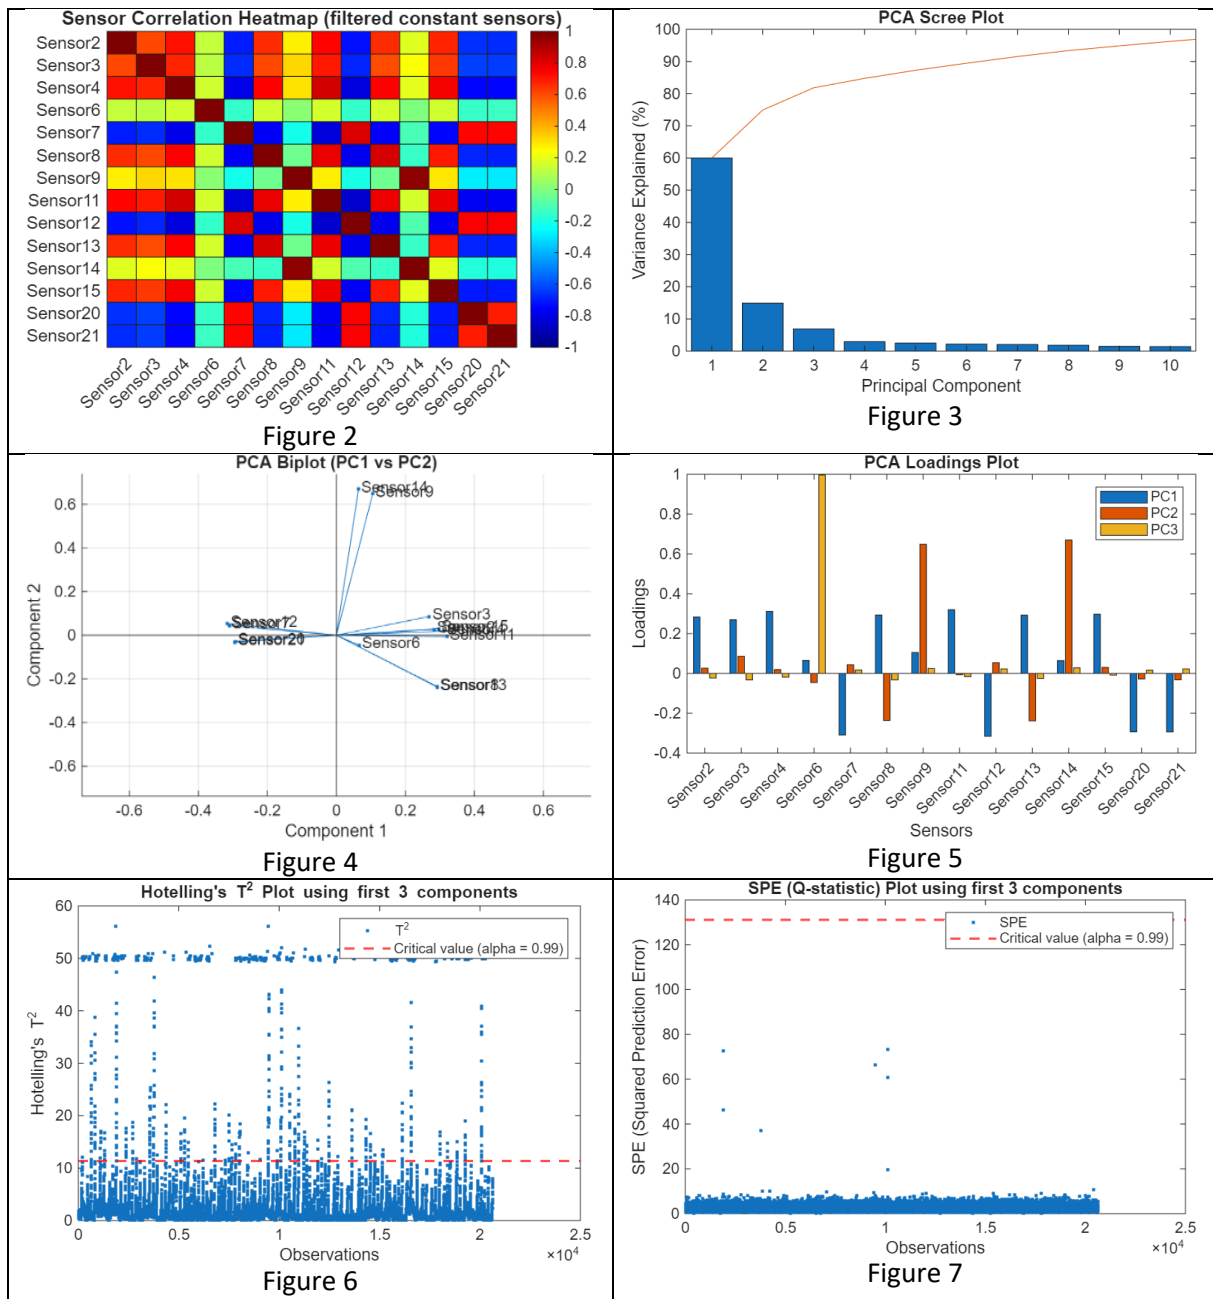 Sensor Correlation Heatmap (filtered constant sensors)
Sensor2
Sensor3
Sensor4
Sensor6
Sensor7
Sensor8
Sensor9
Sensor11
Sensor12
Sensor13
Sensor14
Sensor15
Sensor20
Sensor21
1
0.8
0.6
0.4
0.2
0
-0.2
-0.4
-0.6
-0.8
-1
Sensor2
Sensor3
Sensor4
Sensor6
Sensor7
Sensor8
Sensor9
Sensor11
Sensor12
Sensor13
Sensor14
Sensor15
Sensor20
Sensor21
Figure 2
PCA Scree Plot
Variance Explained (%)
100
90
80
70
60
50
40
30
20
10
0
1 2 3 4 5 6 7 8 9 10
Principal Component
Figure 3
PCA Biplot (PC1 vs PC2)
Component 2
0.6
0.4
0.2
0
-0.2
-0.4
-0.6
Sensor14
Sensor9
Sensor3
Sensor12
Sensor6
Sensor11
-0.6 -0.4 -0.2 0 0.2 0.4 0.6
Component 1
Figure 4
PCA Loadings Plot
Loadings
1
0.8
0.6
0.4
0.2
0
-0.2
-0.4
PC1
PC2
PC3
Sensor2
Sensor3
Sensor4
Sensor6
Sensor7
Sensor8
Sensor9
Sensor11
Sensor12
Sensor13
Sensor14
Sensor15
Sensor20
Sensor21
Sensors
Figure 5
Hotelling's T² Plot using first 3 components
Hotelling's T²
60
50
40
30
20
10
0
T²
Critical value (alpha = 0.99)
0 0.5 1 1.5 2 2.5
×10⁴
Observations
Figure 6
SPE (Q-statistic) Plot using first 3 components
SPE (Squared Prediction Error)
140
120
100
80
60
40
20
0
SPE
Critical value (alpha = 0.99)
0 0.5 1 1.5 2 2.5
×10⁴
Observations
Figure 7